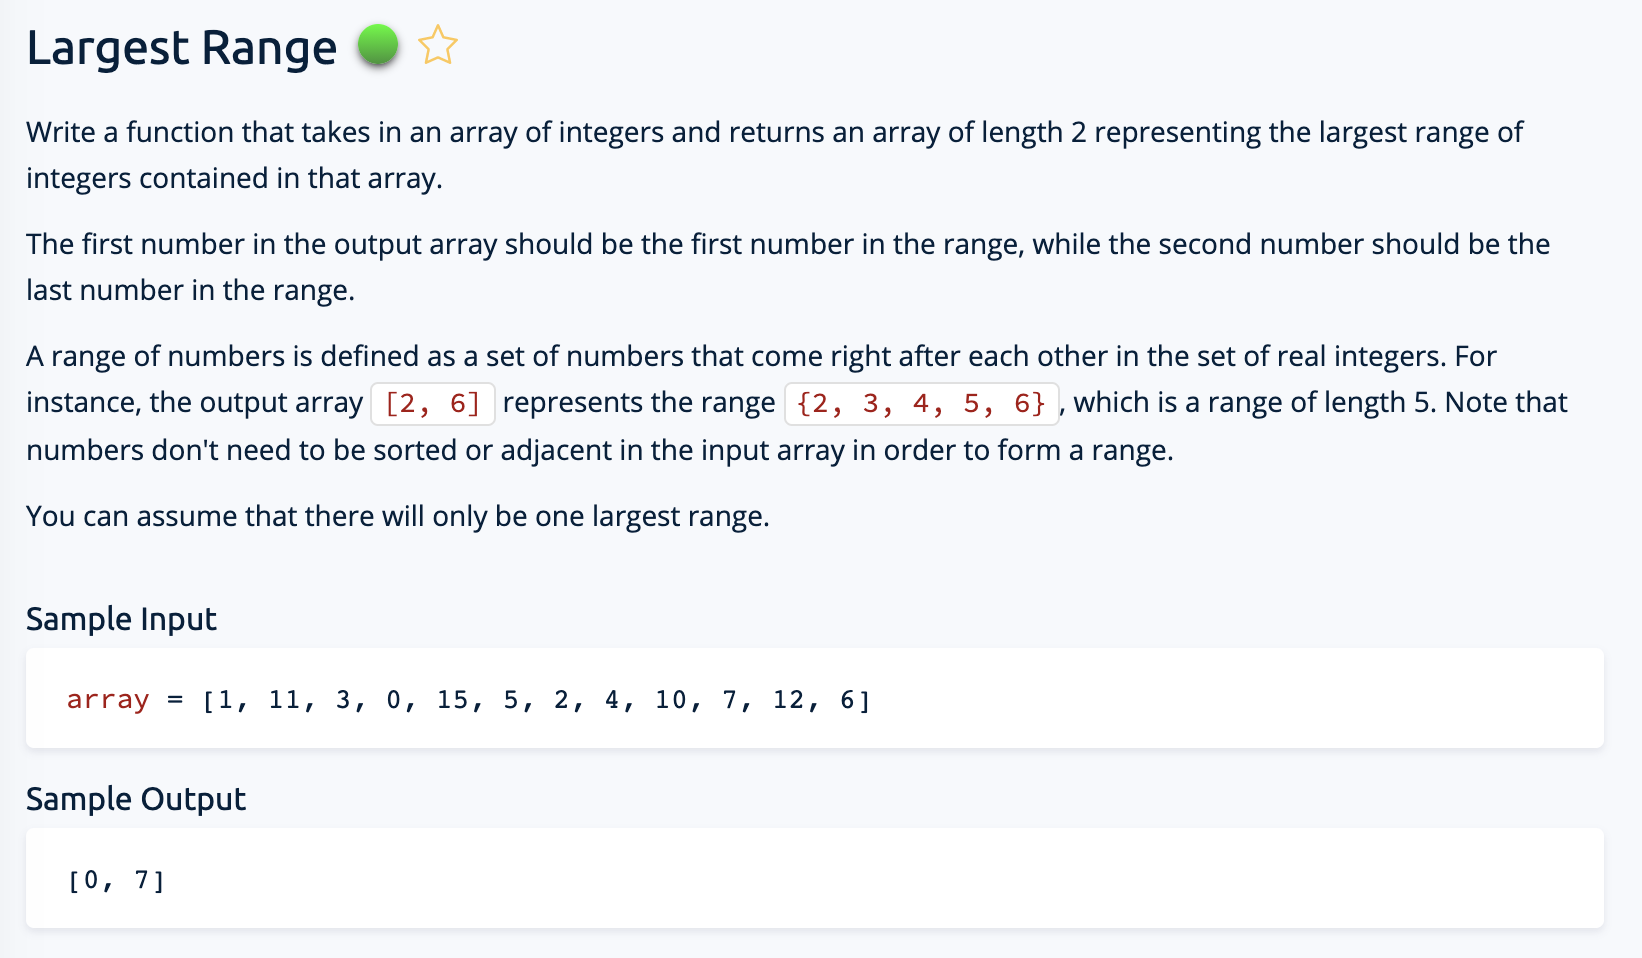 Largest Range
Write a function that takes in an array of integers and returns an array of length 2 representing the largest range of
integers contained in that array.
The first number in the output array should be the first number in the range, while the second number should be the
last number in the range.
A range of numbers is defined as a set of numbers that come right after each other in the set of real integers. For
instance, the output array [2, 6] represents the range {2, 3, 4, 5, 6} , which is a range of length 5. Note that
numbers don't need to be sorted or adjacent in the input array in order to form a range.
You can assume that there will only be one largest range.
Sample Input
array = [1, 11, 3, 0, 15, 5, 2, 4, 10, 7, 12, 6]
Sample Output
[0, 7]